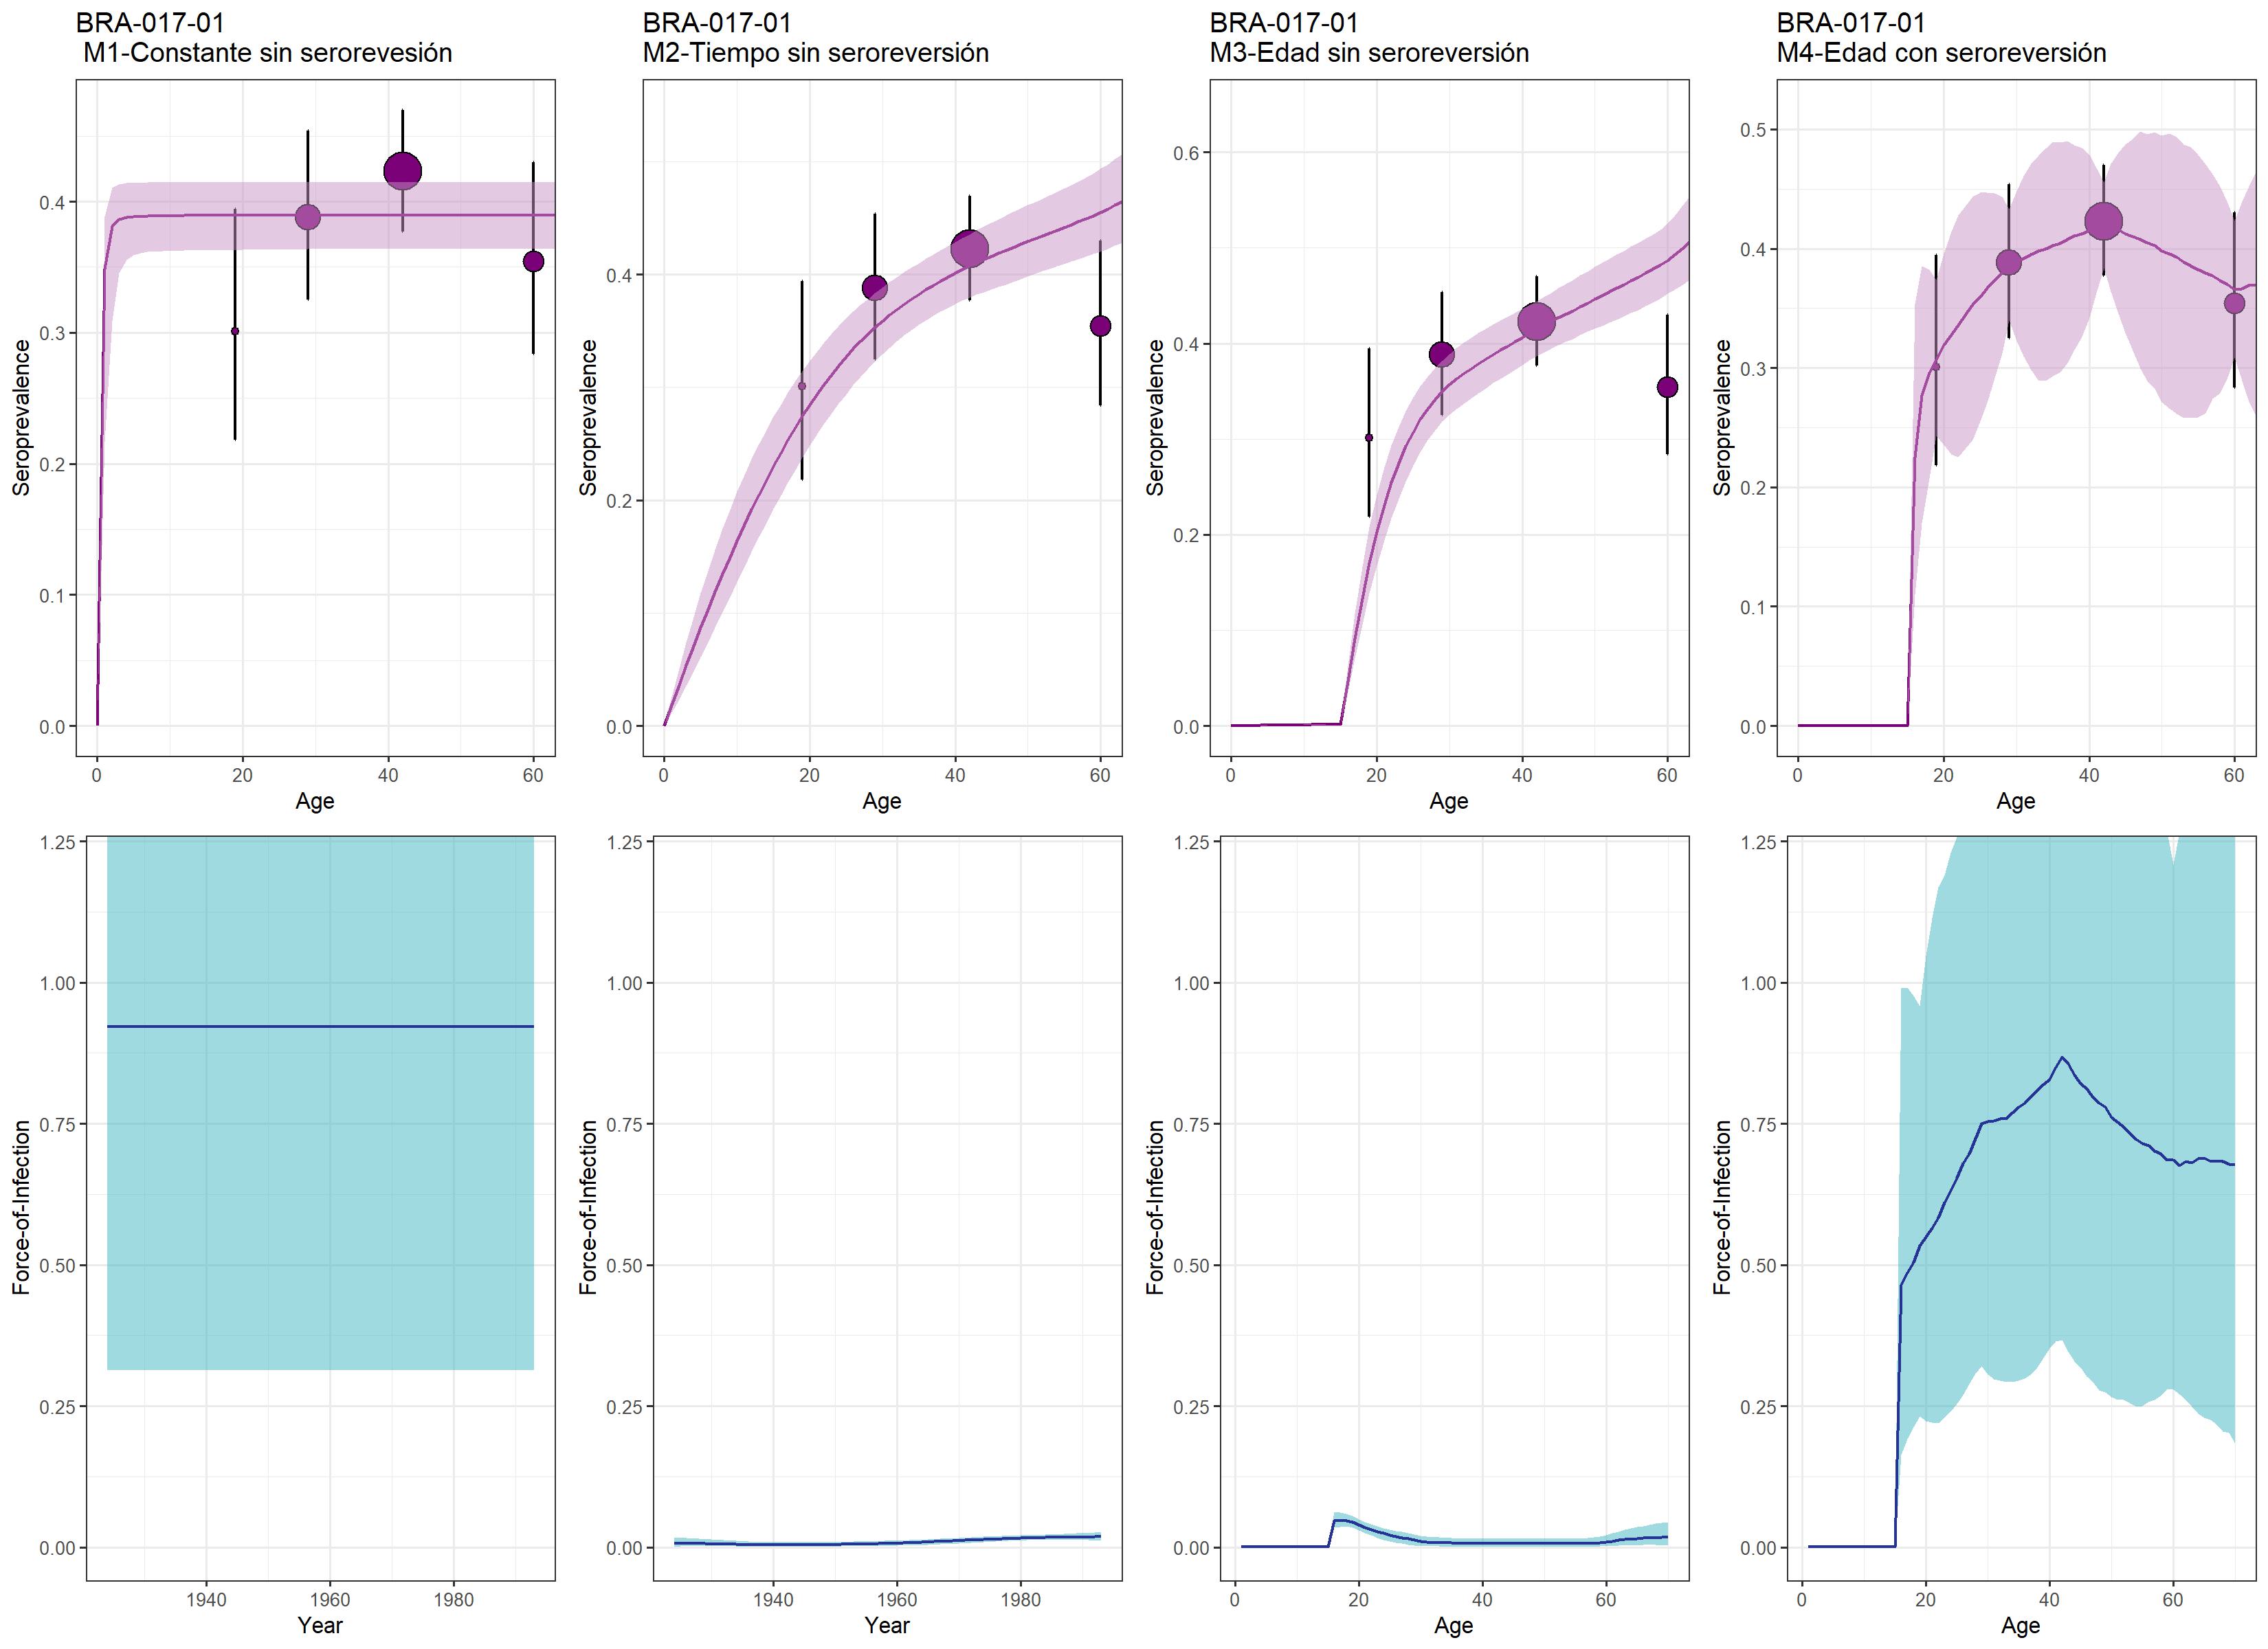 BRA-017-01
M1-Constante sin serorevesión
Seroprevalence
0.4
0.3
0.2
0.1
0.0
0 20 40 60
Age
BRA-017-01
M2-Tiempo sin seroreversión
Seroprevalence
0.4
0.2
0.0
0 20 40 60
Age
BRA-017-01
M3-Edad sin seroreversión
Seroprevalence
0.6
0.4
0.2
0.0
0 20 40 60
Age
BRA-017-01
M4-Edad con seroreversión
Seroprevalence
0.5
0.4
0.3
0.2
0.1
0.0
0 20 40 60
Age
Force-of-Infection
1.25
1.00
0.75
0.50
0.25
0.00
1940 1960 1980
Year
Force-of-Infection
1.25
1.00
0.75
0.50
0.25
0.00
1940 1960 1980
Year
Force-of-Infection
1.25
1.00
0.75
0.50
0.25
0.00
0 20 40 60
Age
Force-of-Infection
1.25
1.00
0.75
0.50
0.25
0.00
0 20 40 60
Age